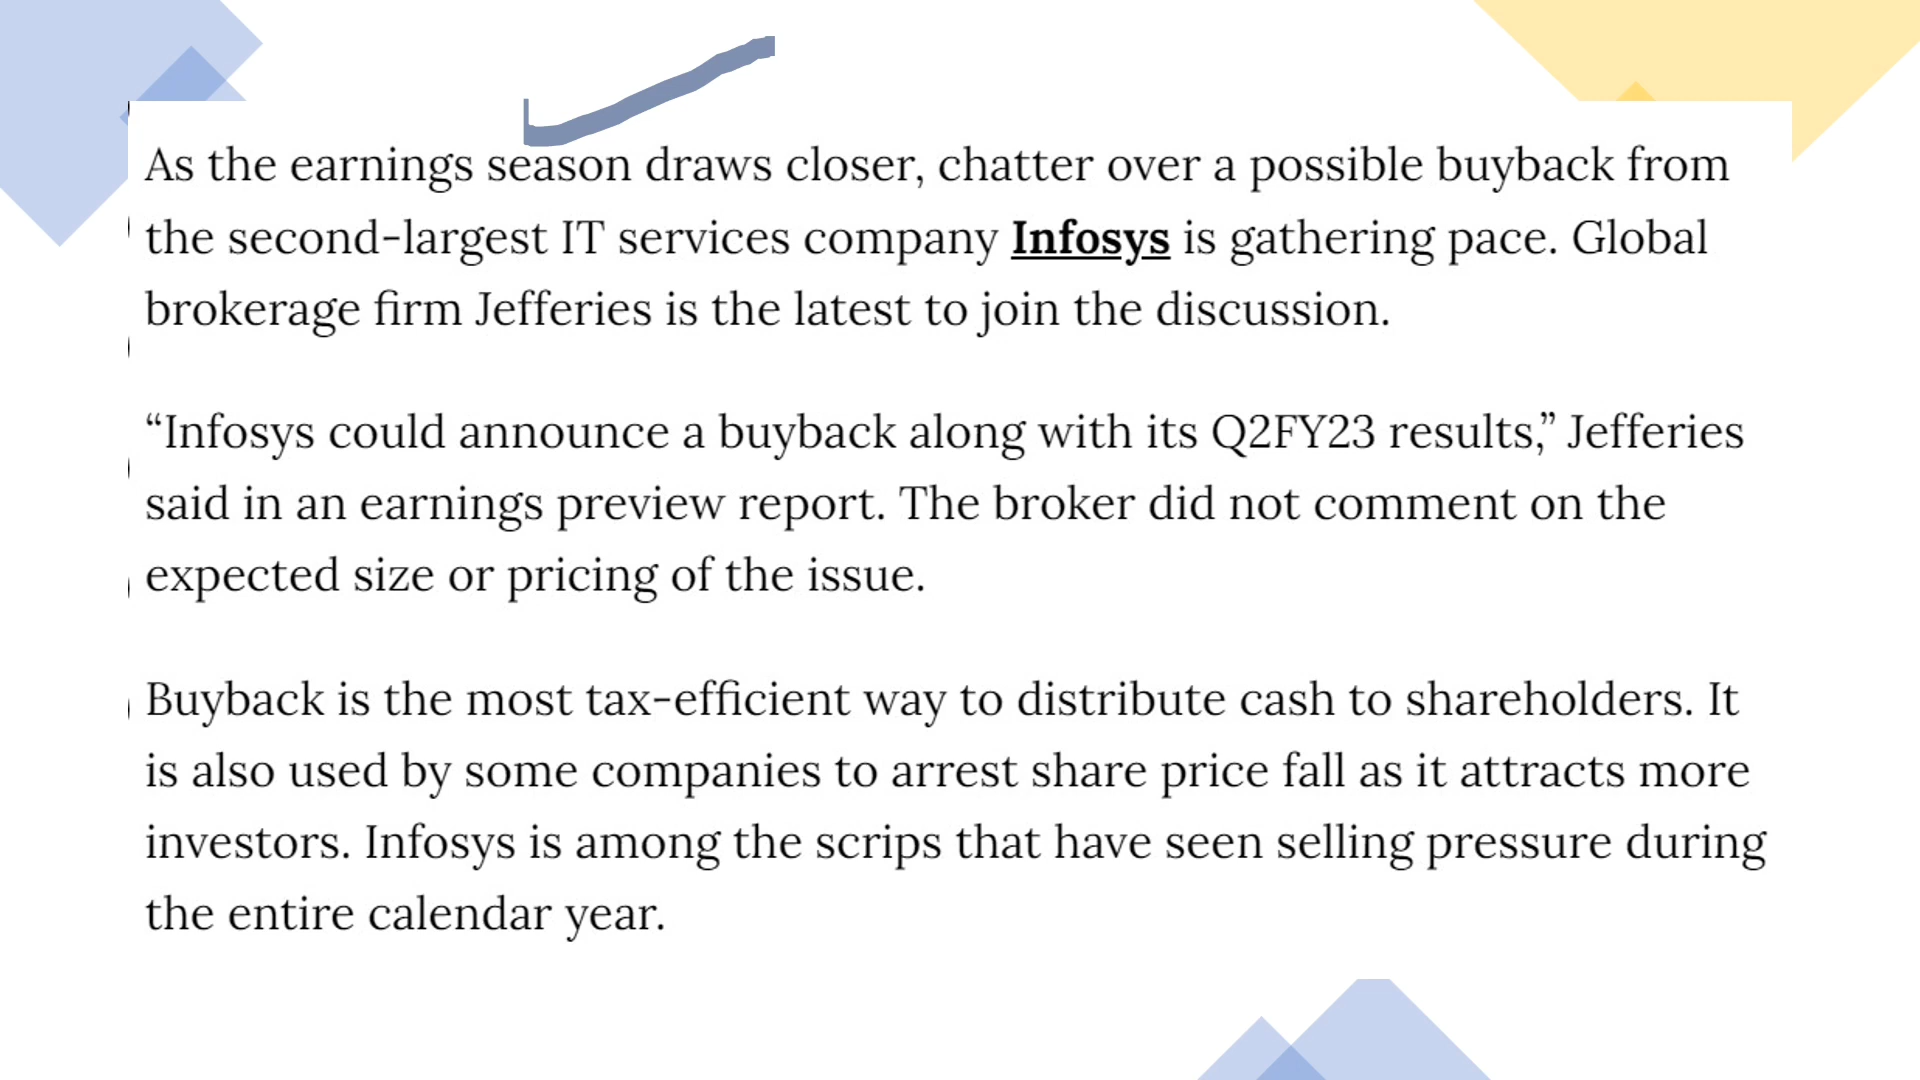 As the earnings season draws closer, chatter over a possible buyback from
the second-largest IT services company Infosys is gathering pace. Global
brokerage firm Jefferies is the latest to join the discussion.
“Infosys could announce a buyback along with its Q2FY23 results,” Jefferies
said in an earnings preview report. The broker did not comment on the
expected size or pricing of the issue.
Buyback is the most tax-efficient way to distribute cash to shareholders. It
is also used by some companies to arrest share price fall as it attracts more
investors. Infosys is among the scrips that have seen selling pressure during
the entire calendar year.